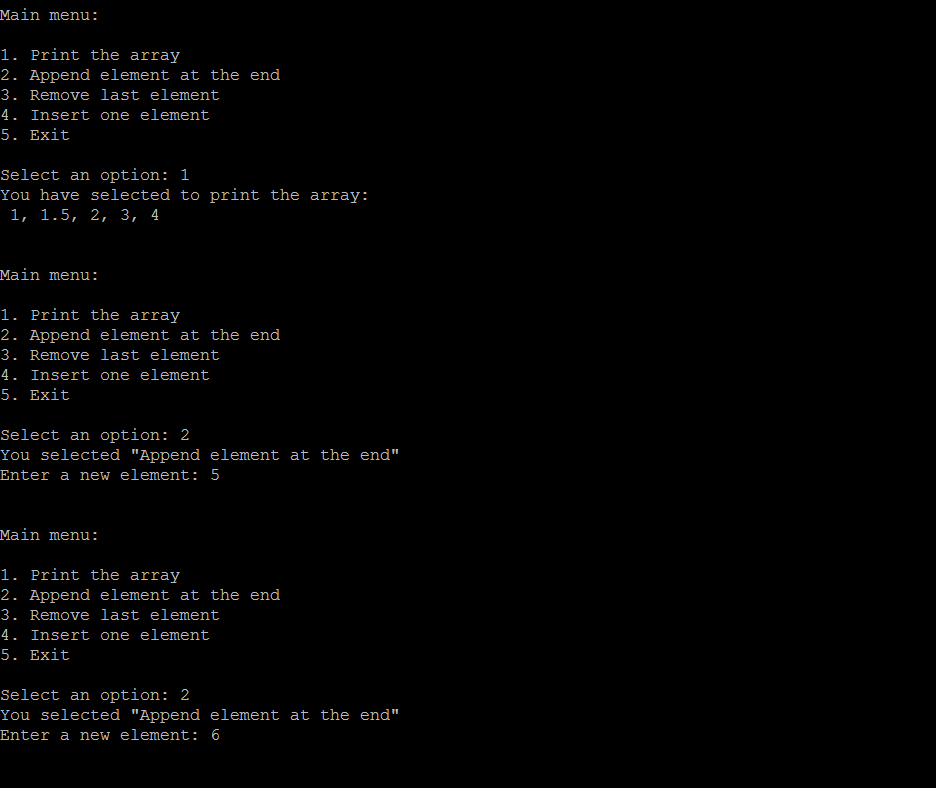 Main menu:
1. Print the array
2. Append element at the end
3. Remove last element
4. Insert one element
5. Exit
Select an option: 1
You have selected to print the array:
1, 1.5, 2, 3, 4
Main menu:
1. Print the array
2. Append element at the end
3. Remove last element
4. Insert one element
5. Exit
Select an option: 2
You selected "Append element at the end"
Enter a new element: 5
Main menu:
1. Print the array
2. Append element at the end
3. Remove last element
4. Insert one element
5. Exit
Select an option: 2
You selected "Append element at the end"
Enter a new element: 6